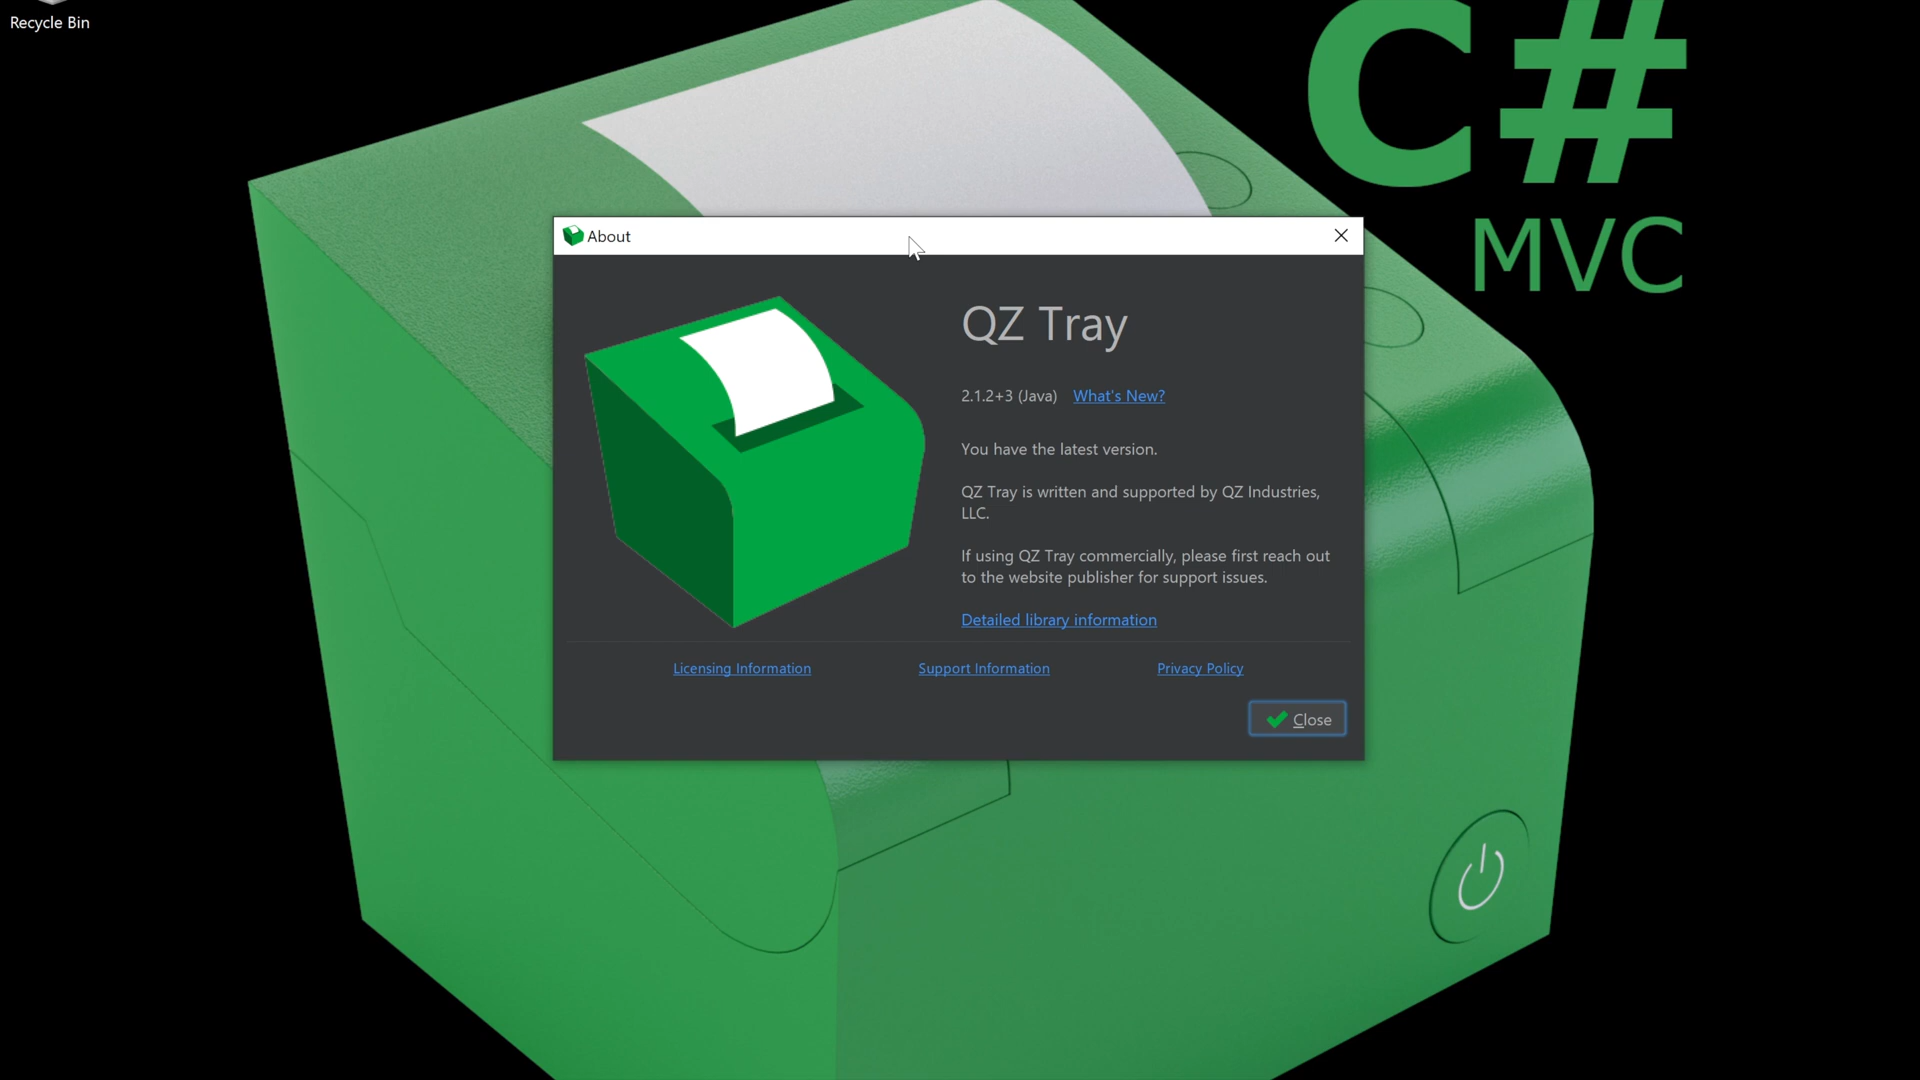 Recycle Bin
C#
MVC
About
QZ Tray
2.1.2+3 (Java) What's New?
You have the latest version.
QZ Tray is written and supported by QZ Industries,
LLC.
If using QZ Tray commercially, please first reach out
to the website publisher for support issues.
Detailed library information
Licensing Information Support Information Privacy Policy
Close